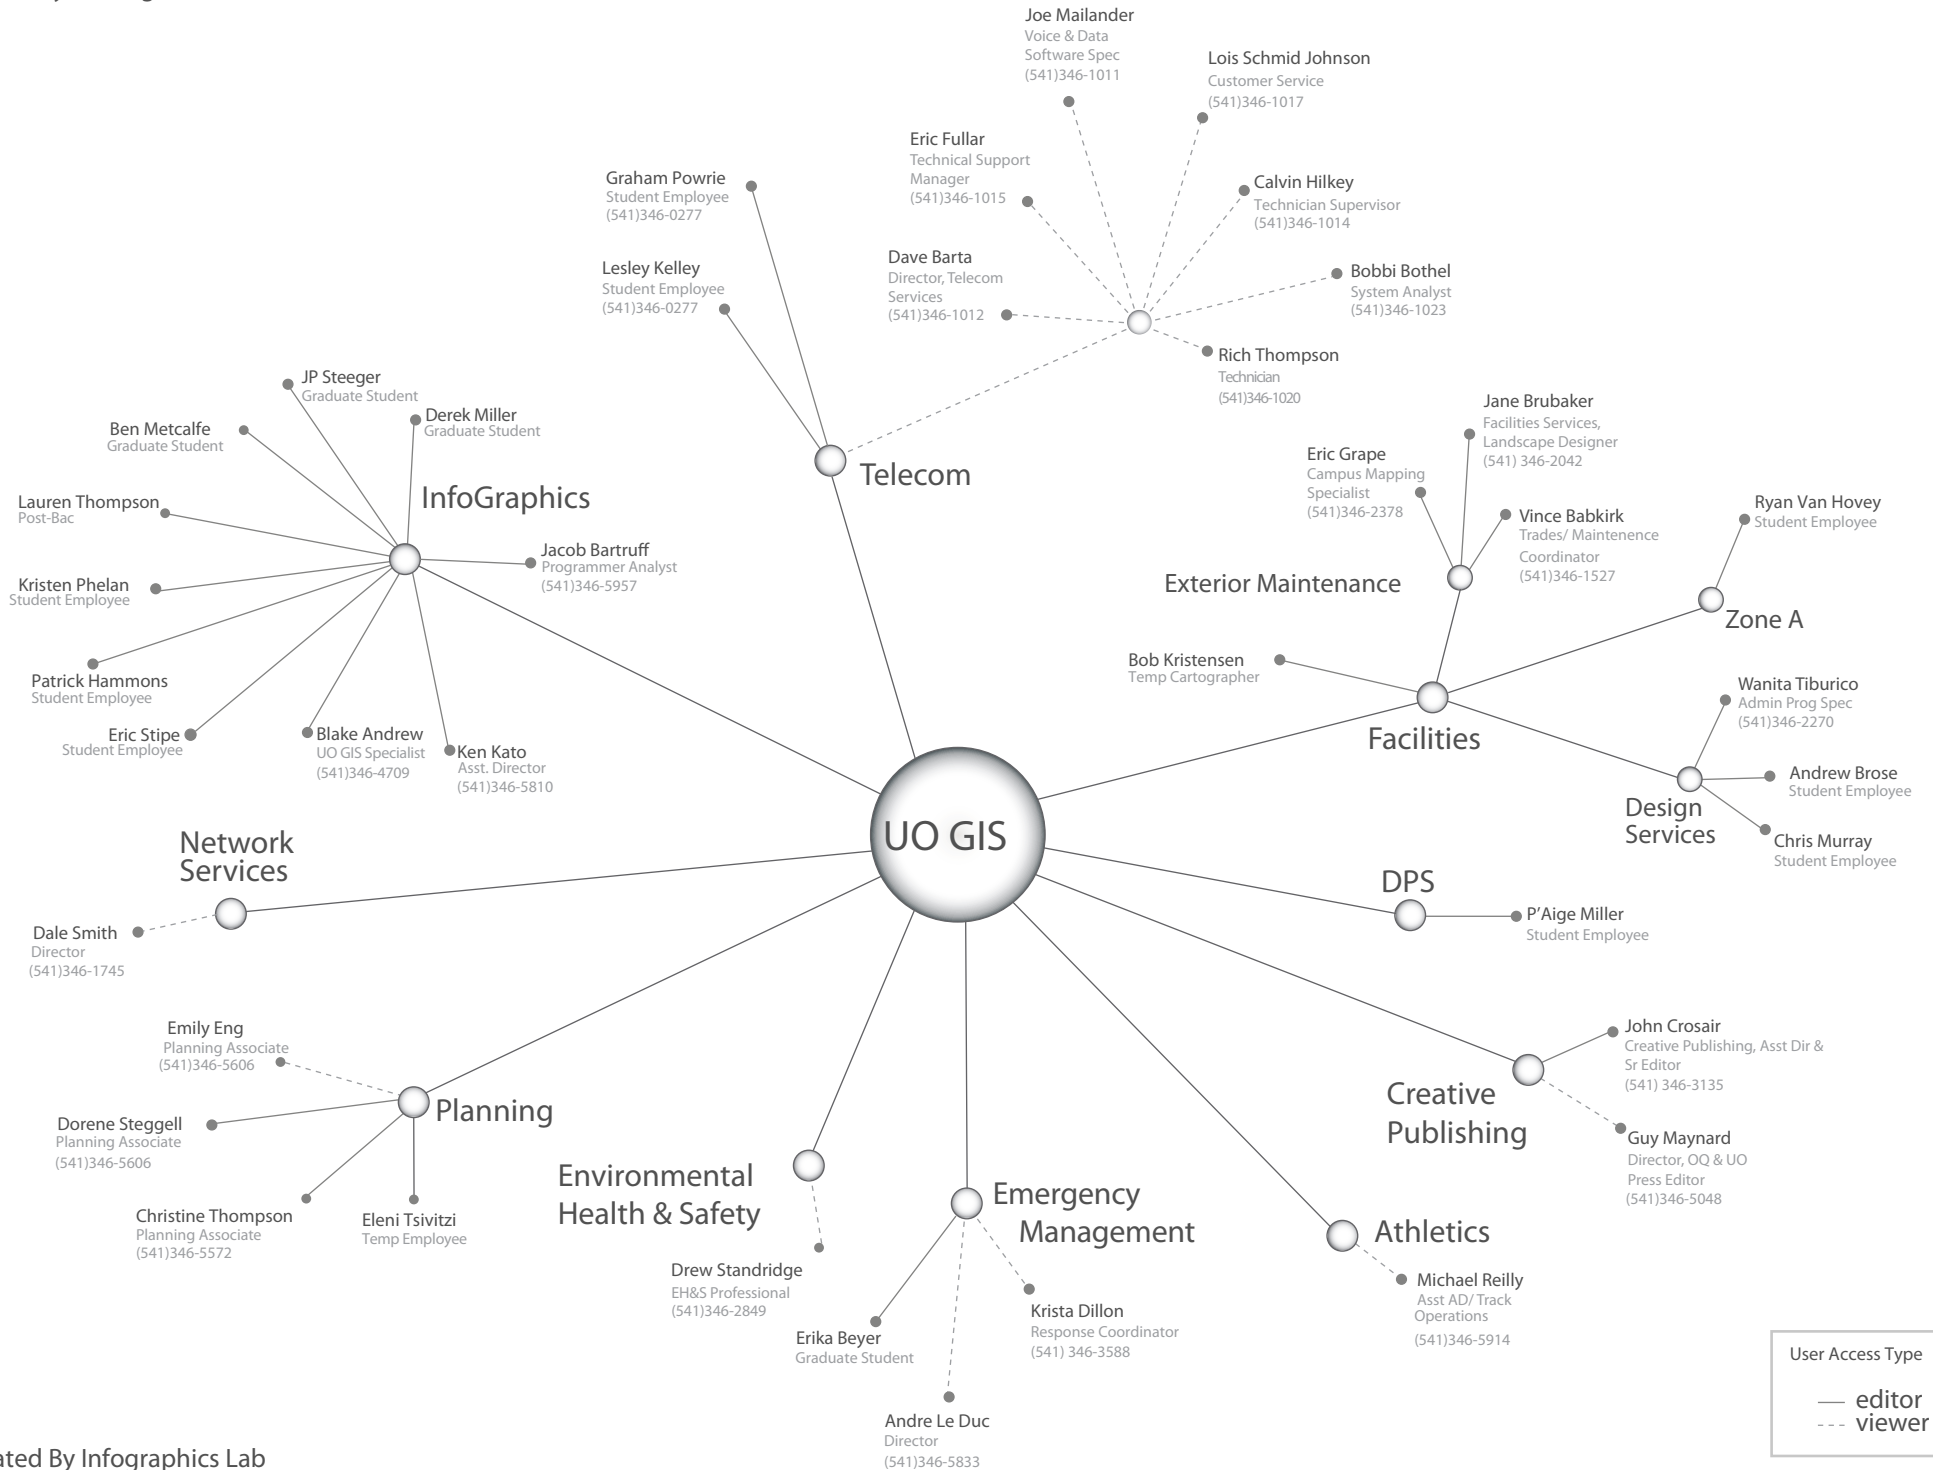 Joe Mailander
Voice & Data
Software Spec
(541)346-1011
Lois Schmid Johnson
Customer Service
(541)346-1017
Eric Fullar
Technical Support
Manager
(541)346-1015
Graham Powrie
Student Employee
(541)346-0277
Calvin Hilkey
Technician Supervisor
(541)346-1014
Lesley Kelley
Student Employee
(541)346-0277
Dave Barta
Director, Telecom
Services
(541)346-1012
Bobbi Bothel
System Analyst
(541)346-1023
Rich Thompson
Technician
(541)346-1020
Telecom
JP Steeger
Graduate Student
Derek Miller
Graduate Student
Ben Metcalfe
Graduate Student
InfoGraphics
Lauren Thompson
Post-Bac
Jacob Bartruff
Programmer Analyst
(541)346-5957
Kristen Phelan
Student Employee
Patrick Hammons
Student Employee
Eric Stipe
Student Employee
Blake Andrew
UO GIS Specialist
(541)346-4709
Ken Kato
Asst. Director
(541)346-5810
Jane Brubaker
Facilities Services,
Landscape Designer
(541) 346-2042
Eric Grape
Campus Mapping
Specialist
(541)346-2378
Vince Babkirk
Trades/ Maintenence
Coordinator
(541)346-1527
Exterior Maintenance
Ryan Van Hovey
Student Employee
Zone A
Bob Kristensen
Temp Cartographer
Facilities
Wanita Tiburico
Admin Prog Spec
(541)346-2270
Andrew Brose
Student Employee
Design
Services
Chris Murray
Student Employee
UO GIS
Network
Services
Dale Smith
Director
(541)346-1745
DPS
P'Aige Miller
Student Employee
Emily Eng
Planning Associate
(541)346-5606
Dorene Steggell
Planning Associate
(541)346-5606
Planning
Christine Thompson
Planning Associate
(541)346-5572
Eleni Tsivitzi
Temp Employee
Environmental
Health & Safety
Drew Standridge
EH&S Professional
(541)346-2849
Emergency
Management
Erika Beyer
Graduate Student
Krista Dillon
Response Coordinator
(541) 346-3588
Andre Le Duc
Director
(541)346-5833
Athletics
Michael Reilly
Asst AD/ Track
Operations
(541)346-5914
Creative
Publishing
John Crosair
Creative Publishing, Asst Dir &
Sr Editor
(541) 346-3135
Guy Maynard
Director, OQ & UO
Press Editor
(541)346-5048
User Access Type
editor
viewer
ated By Infographics Lab